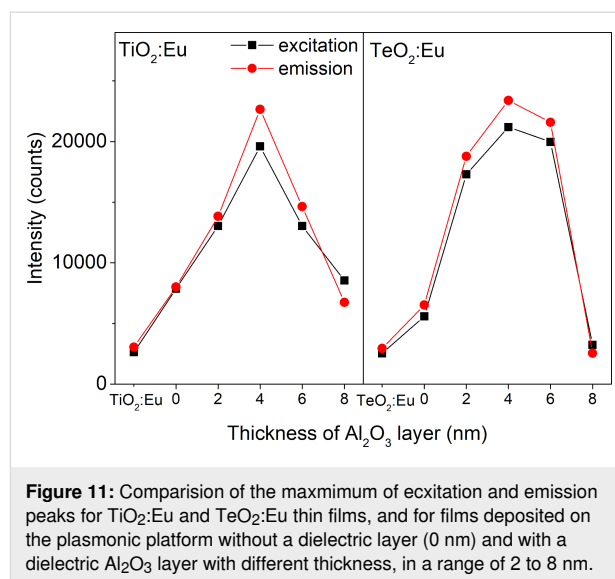 TiO₂:Eu
excitation
emission
TeO₂:Eu
Intensity (counts)
20000
10000
0
TiO₂:Eu 0 2 4 6 8 TeO₂:Eu 0 2 4 6 8
Thickness of Al₂O₃ layer (nm)
Figure 11: Comparision of the maxmimum of ecxitation and emission
peaks for TiO₂:Eu and TeO₂:Eu thin films, and for films deposited on
the plasmonic platform without a dielectric layer (0 nm) and with a
dielectric Al₂O₃ layer with different thickness, in a range of 2 to 8 nm.